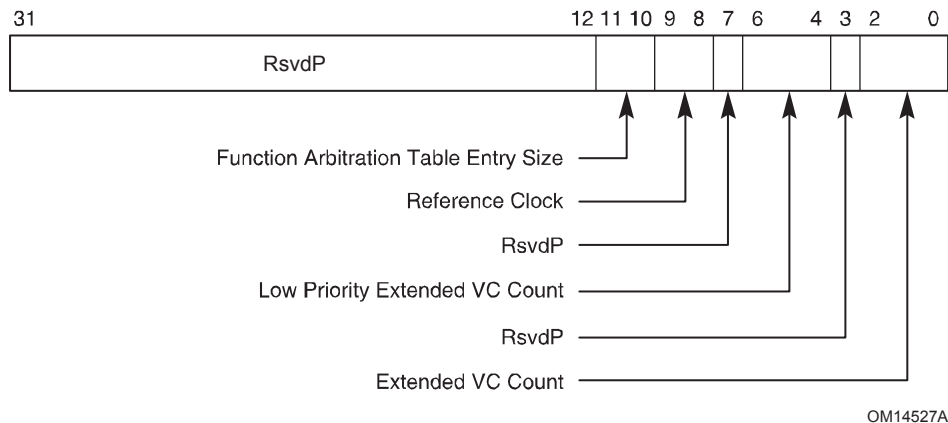 31 12 11 10 9 8 7 6 4 3 2 0
RsvdP
Function Arbitration Table Entry Size
Reference Clock
RsvdP
Low Priority Extended VC Count
RsvdP
Extended VC Count
OM14527A